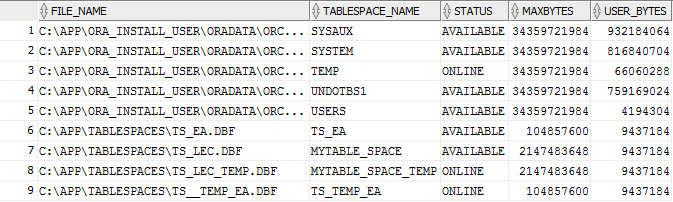 FILE_NAME TABLESPACE_NAME STATUS MAXBYTES USER_BYTES
1 C:\APP\ORA_INSTALL_USER\ORADATA\ORC... SYSAUX AVAILABLE 34359721984 932184064
2 C:\APP\ORA_INSTALL_USER\ORADATA\ORC... SYSTEM AVAILABLE 34359721984 816840704
3 C:\APP\ORA_INSTALL_USER\ORADATA\ORC... TEMP ONLINE 34359721984 66060288
4 C:\APP\ORA_INSTALL_USER\ORADATA\ORC... UNDOTBS1 AVAILABLE 34359721984 759169024
5 C:\APP\ORA_INSTALL_USER\ORADATA\ORC... USERS AVAILABLE 34359721984 4194304
6 C:\APP\TABLESPACES\TS_EA.DBF TS_EA AVAILABLE 104857600 9437184
7 C:\APP\TABLESPACES\TS_LEC.DBF MYTABLE_SPACE AVAILABLE 2147483648 9437184
8 C:\APP\TABLESPACES\TS_LEC_TEMP.DBF MYTABLE_SPACE_TEMP ONLINE 2147483648 9437184
9 C:\APP\TABLESPACES\TS__TEMP_EA.DBF TS_TEMP_EA ONLINE 104857600 9437184